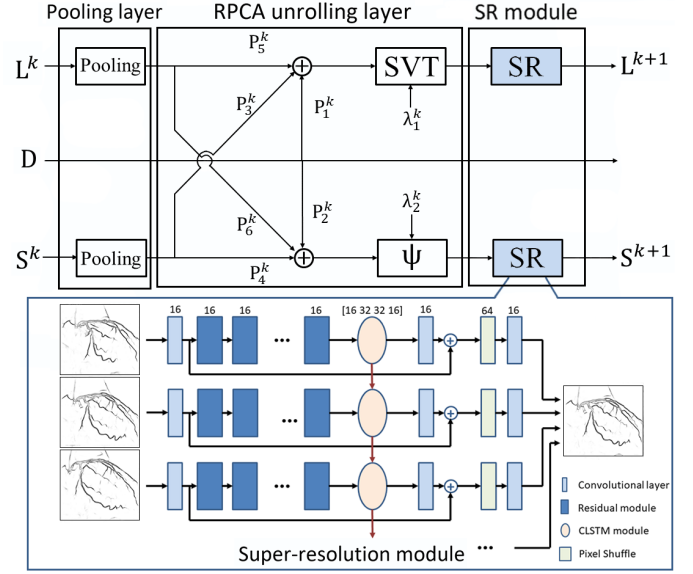 Pooling layer RPCA unrolling layer SR module
L^k Pooling P_5^k SVT SR L^{k+1}
P_3^k P_1^k λ_1^k
D
P_6^k P_2^k λ_2^k
S^k Pooling P_4^k ψ SR S^{k+1}
16 16 16 16 [16 32 32 16] 16 64 16
...
...
...
Convolutional layer
Residual module
CLSTM module
Super-resolution module ... Pixel Shuffle